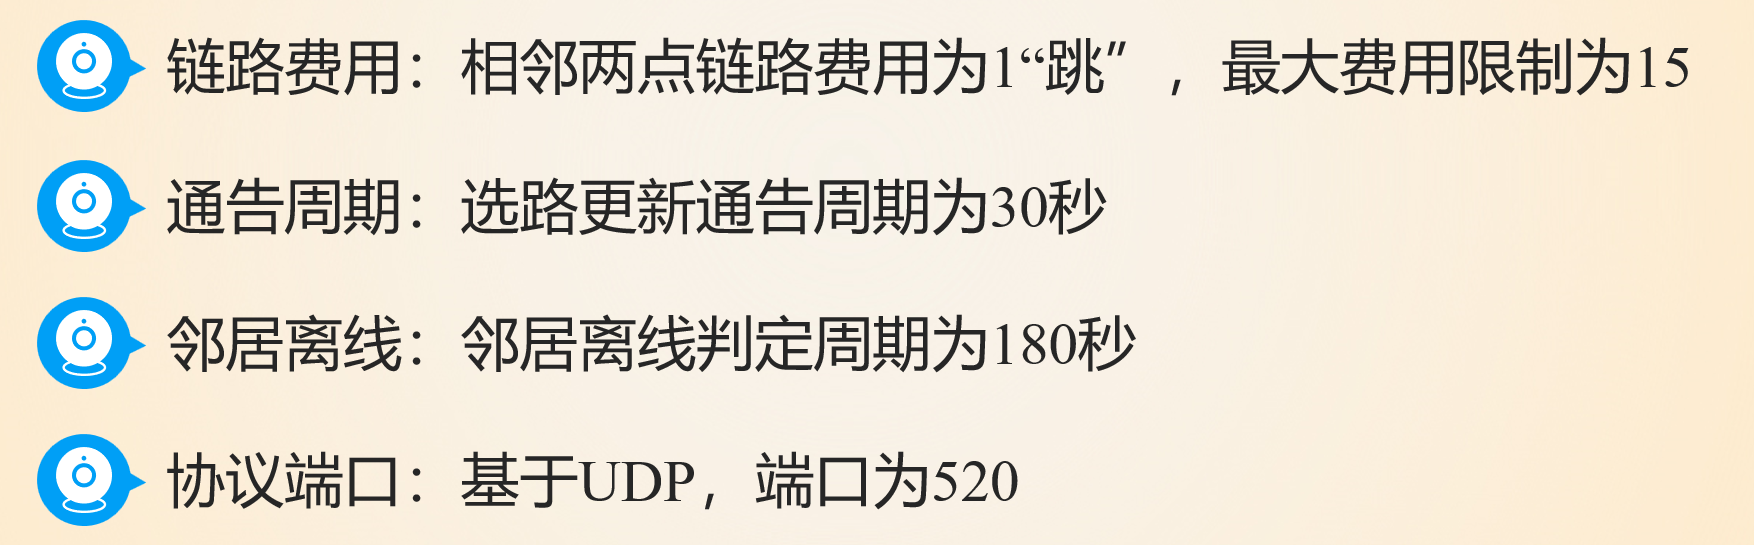 链路费用：相邻两点链路费用为1“跳”，最大费用限制为15
通告周期：选路更新通告周期为30秒
邻居离线：邻居离线判定周期为180秒
协议端口：基于UDP，端口为520